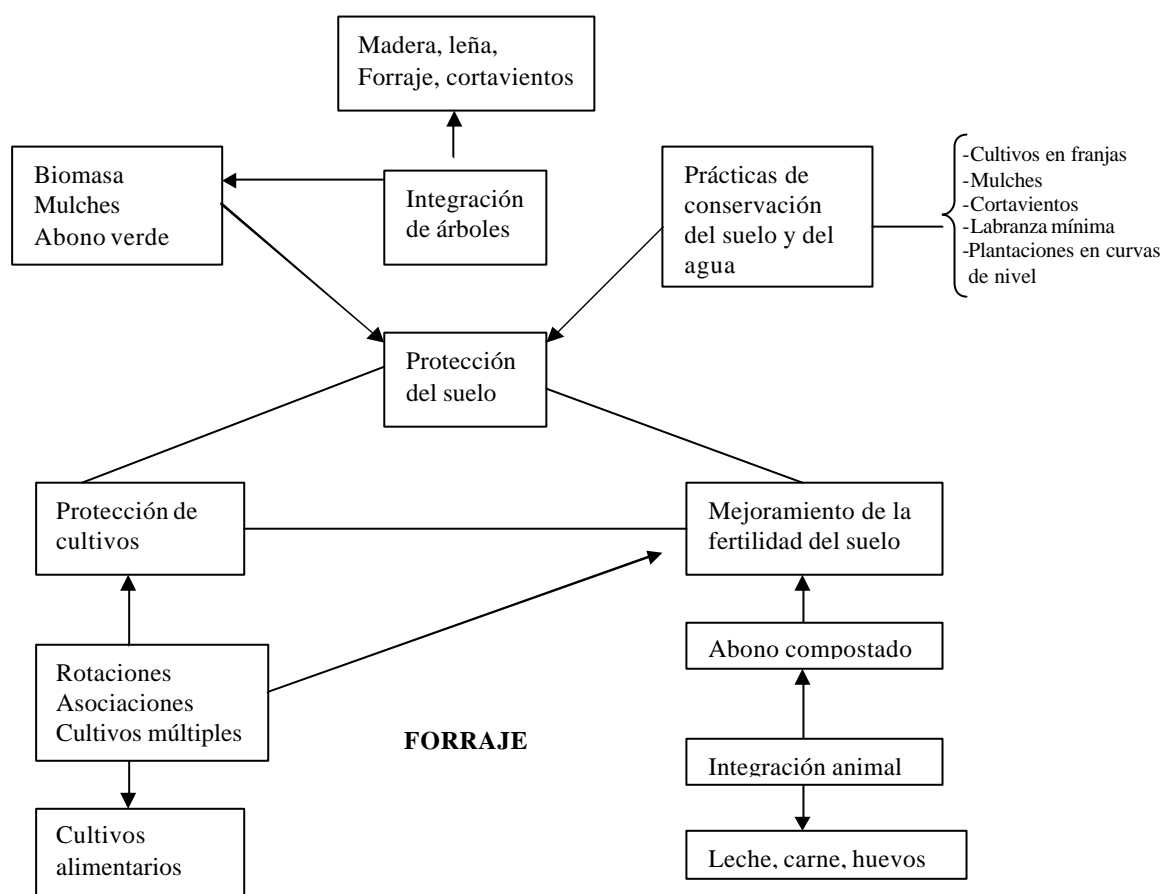 Madera, leña,
Forraje, cortavientos
Biomasa
Mulches
Abono verde
Integración
de árboles
Prácticas de
conservación
del suelo y del
agua
-Cultivos en franjas
-Mulches
-Cortavientos
-Labranza mínima
-Plantaciones en curvas
de nivel
Protección
del suelo
Protección de
cultivos
Mejoramiento de la
fertilidad del suelo
Rotaciones
Asociaciones
Cultivos múltiples
Abono compostado
FORRAJE
Integración animal
Cultivos
alimentarios
Leche, carne, huevos